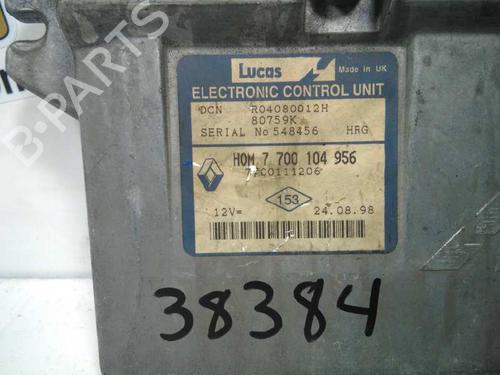 Lucas Made in UK
ELECTRONIC CONTROL UNIT
DCN R04080012H
80759K
SERIAL No 548456 HRG
HOM 7 700 104 956
7700111206
153
12V= 24.08.98
38384
B-PARTS